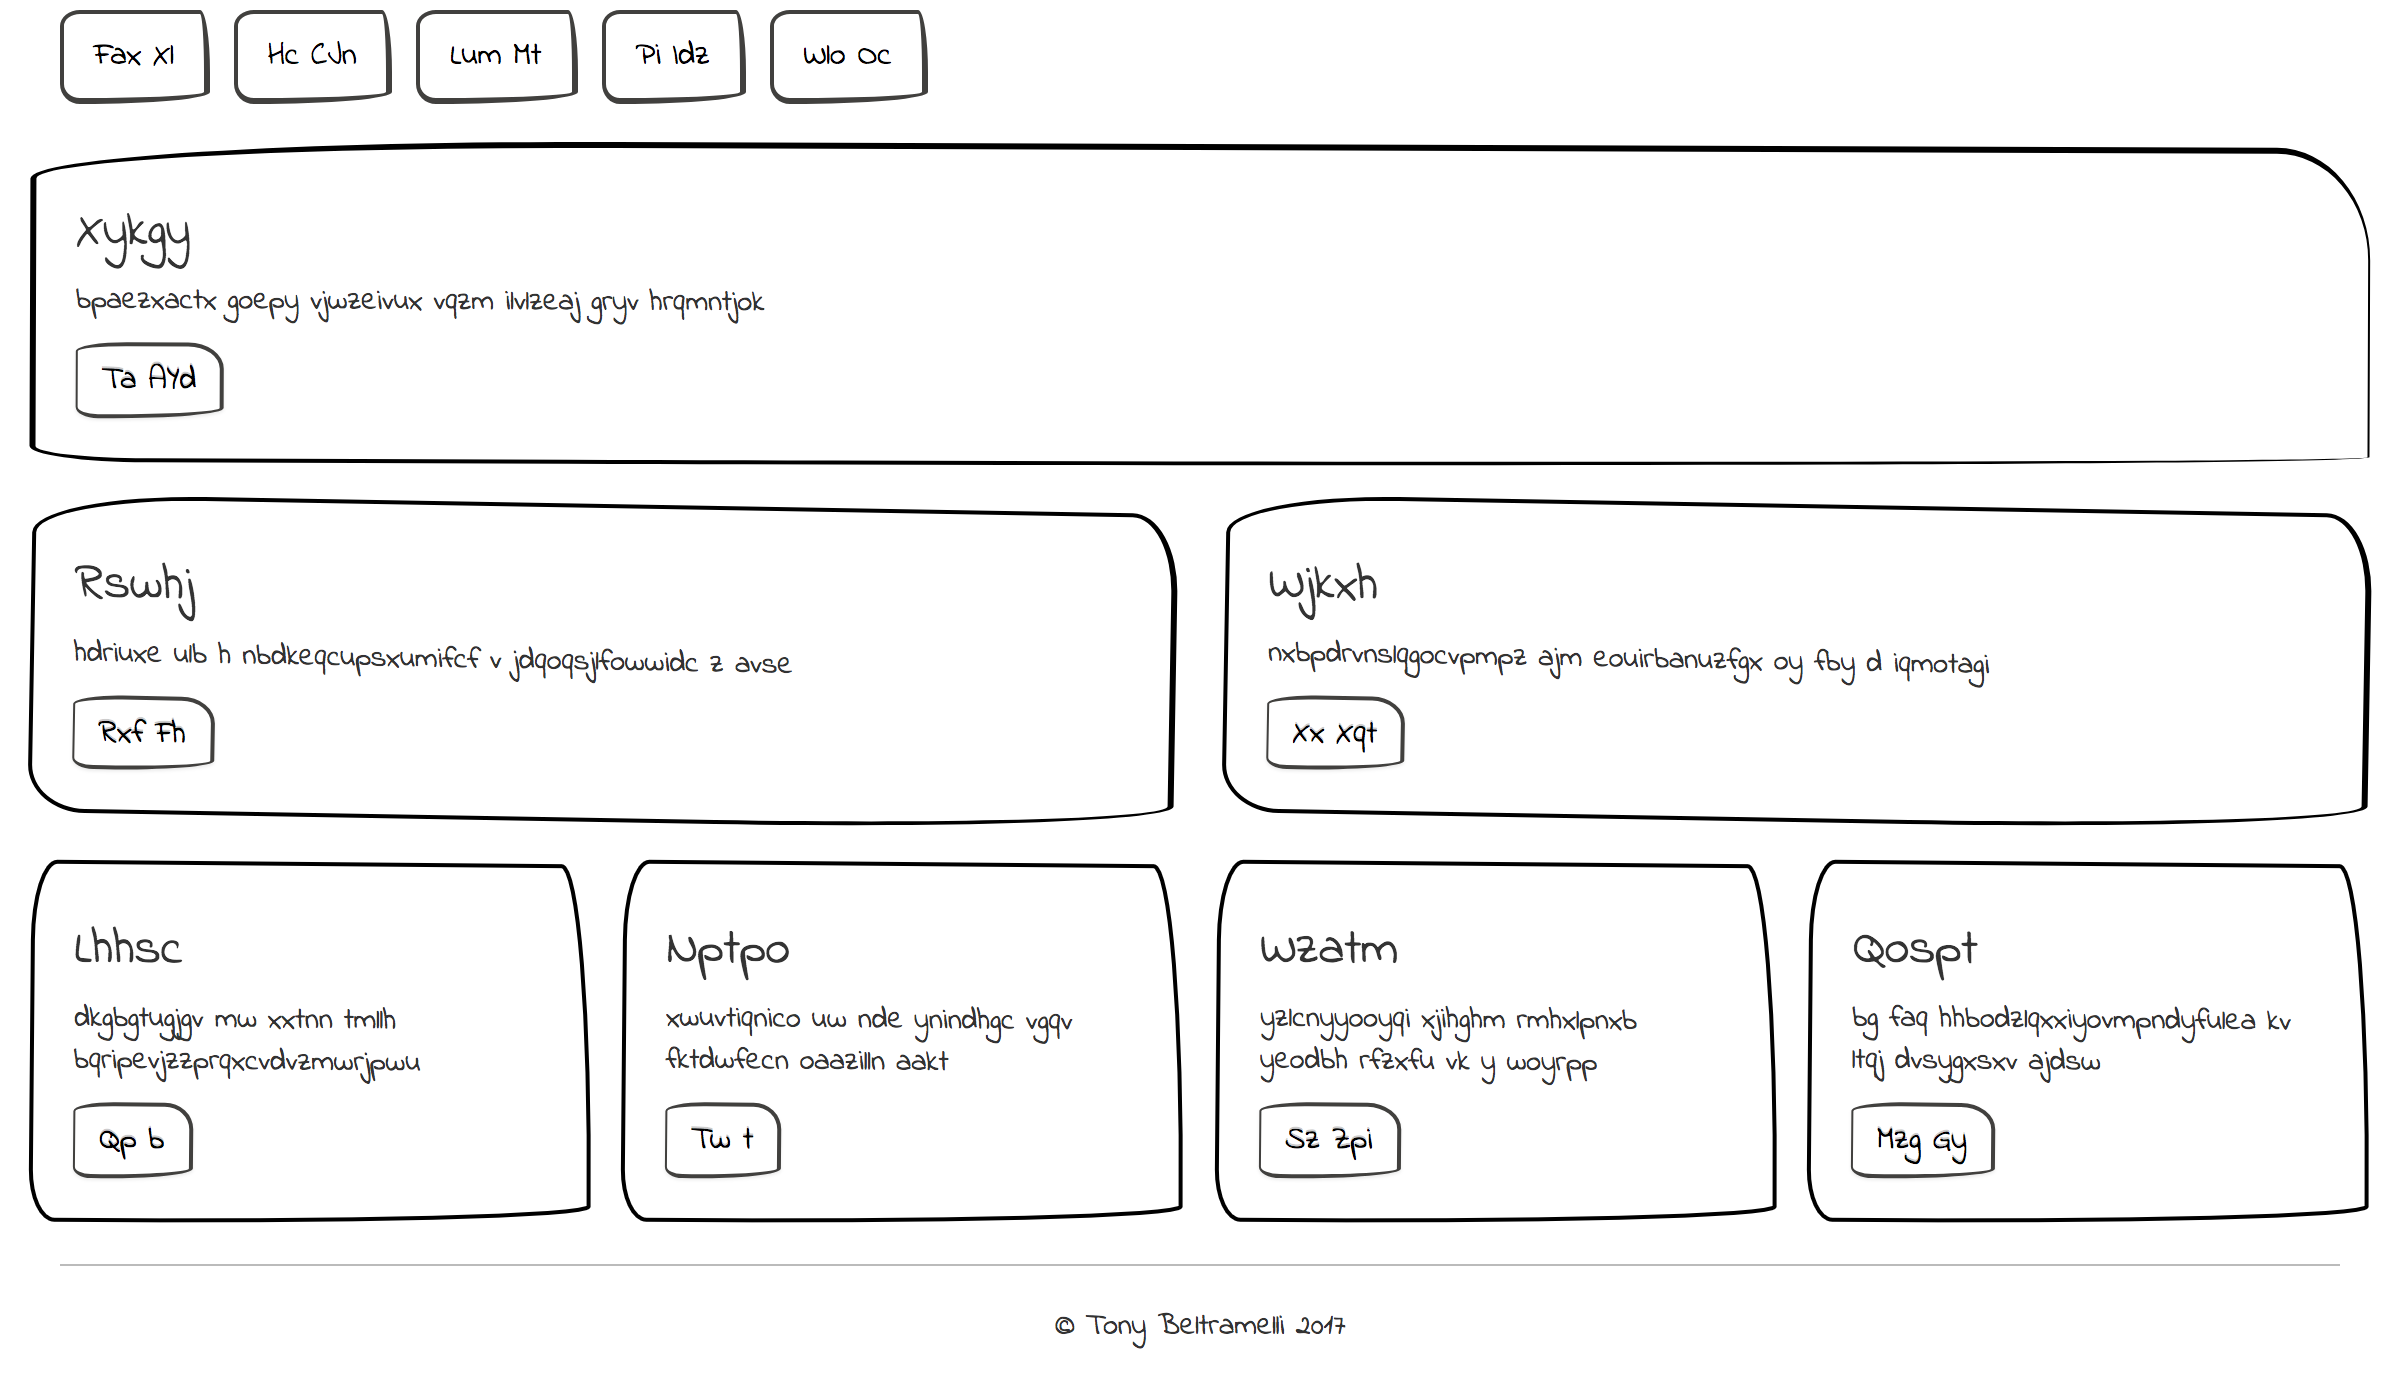 Fax Xl
Hc CJn
Lum Mt
Pi Idz
Wlo Oc
Xykgy
bpaezxactx goepy vjwzeivux vqzm ilvlzeaj gryv hrqmntjok
Ta AYd
Rswhj
hdriuxe ulb h nbdkeqcupsxumifcf v jdqoqsjlfowwidc z avse
Rxf Fh
Wjkxh
nxbpdrvnslqgocvpmpz ajm eouirbanuzfgx oy fby d iqmotagi
Xx Xqt
Lhhsc
dkgbgtugjgv mw xxtnn tmllh
bqripevjzzprqxcvdvzmwrjpwu
Qp b
Nptpo
xwuvtiqnico uw nde ynindhgc vgqv
fktdwfecn oaazilln aakt
Tw t
Wzatm
yzlcnyyooyqi xjihghm rmhxlpnxb
yeodbh rfzxfu vk y woyrpp
Sz Zpi
Qospt
bg faq hhbodzlqxxiyovmpndyfulea kv
ltqj dvsygxsxv ajdsw
Mzg Gy
© Tony Beltramelli 2017